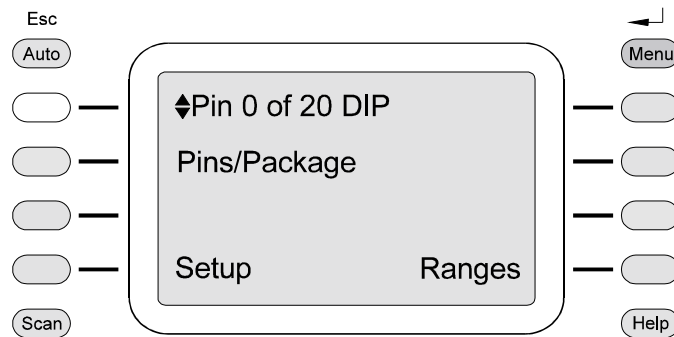 Esc
Auto
Menu
Pin 0 of 20 DIP
Pins/Package
Setup Ranges
Scan
Help